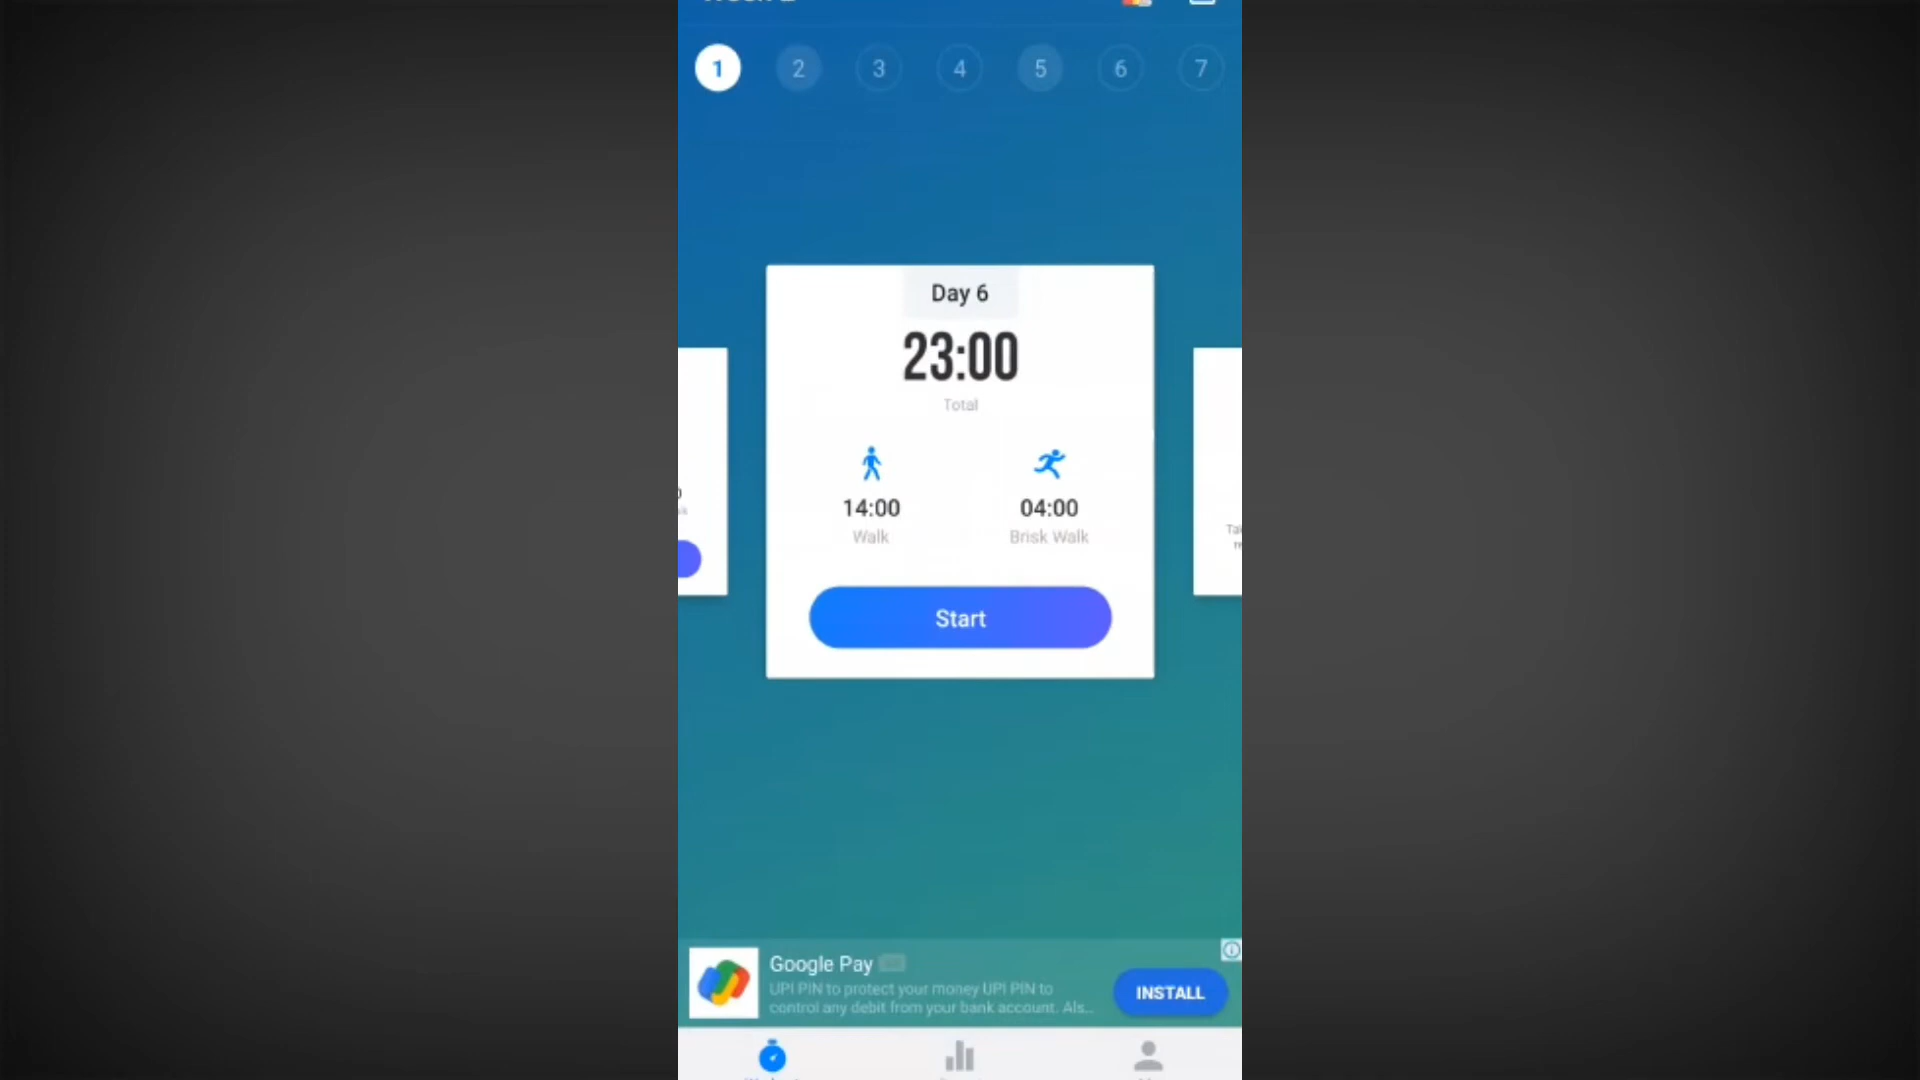 1 2 3 4 5 6 7
Day 6
23:00
Total
14:00 04:00
Walk Brisk Walk
Start
Google Pay
UPI PIN to protect your money UPI PIN to
control any debit from your bank account. Als...
INSTALL